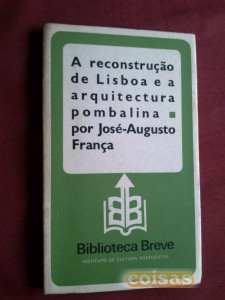 A reconstrução
de Lisboa e a
arquitectura
pombalina ■
por José-Augusto
França
Biblioteca Breve
INSTITUTO DE CULTURA PORTUGUESA
coisas